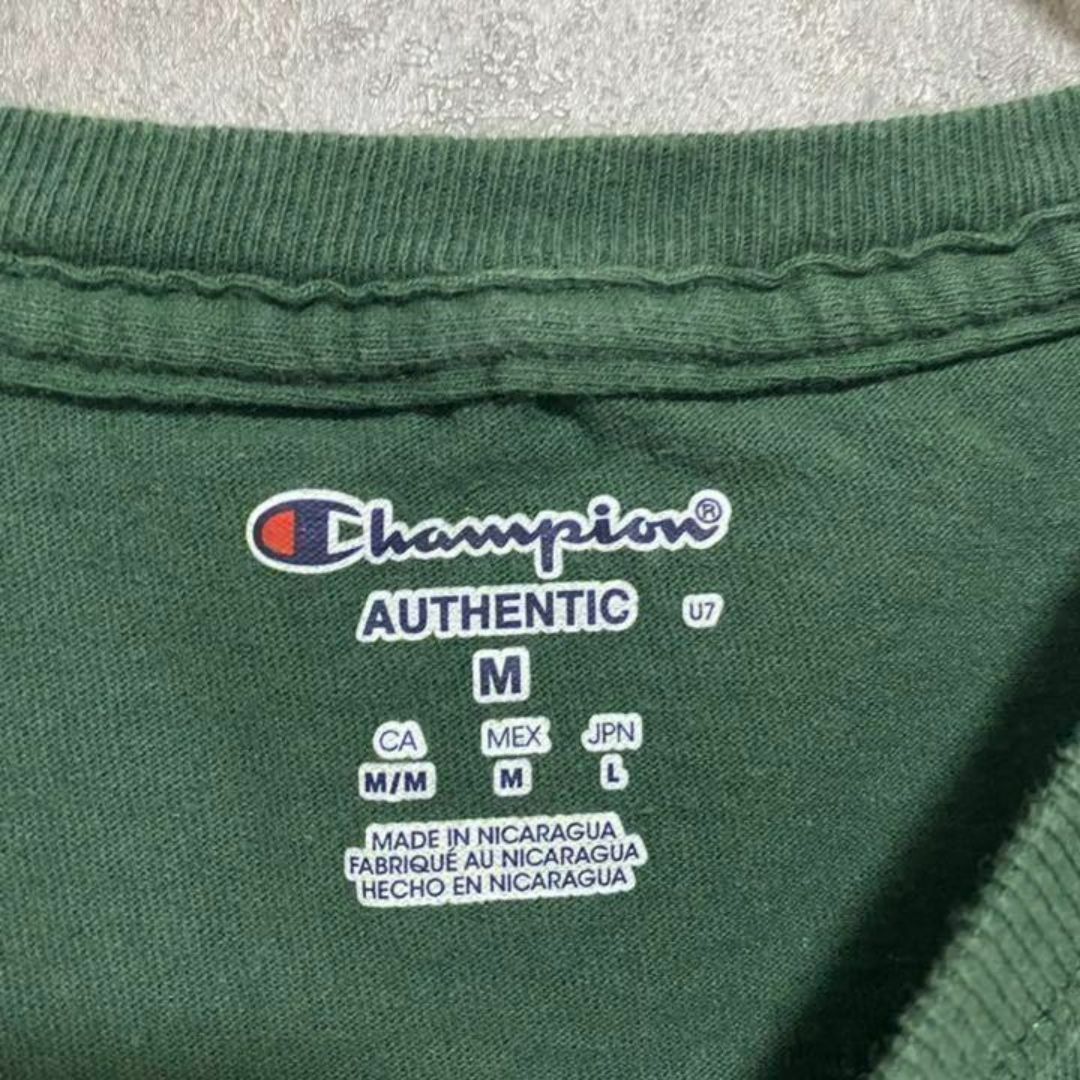 Champion®
AUTHENTIC U7
M
CA MEX JPN
M/M M L
MADE IN NICARAGUA
FABRIQUÉ AU NICARAGUA
HECHO EN NICARAGUA